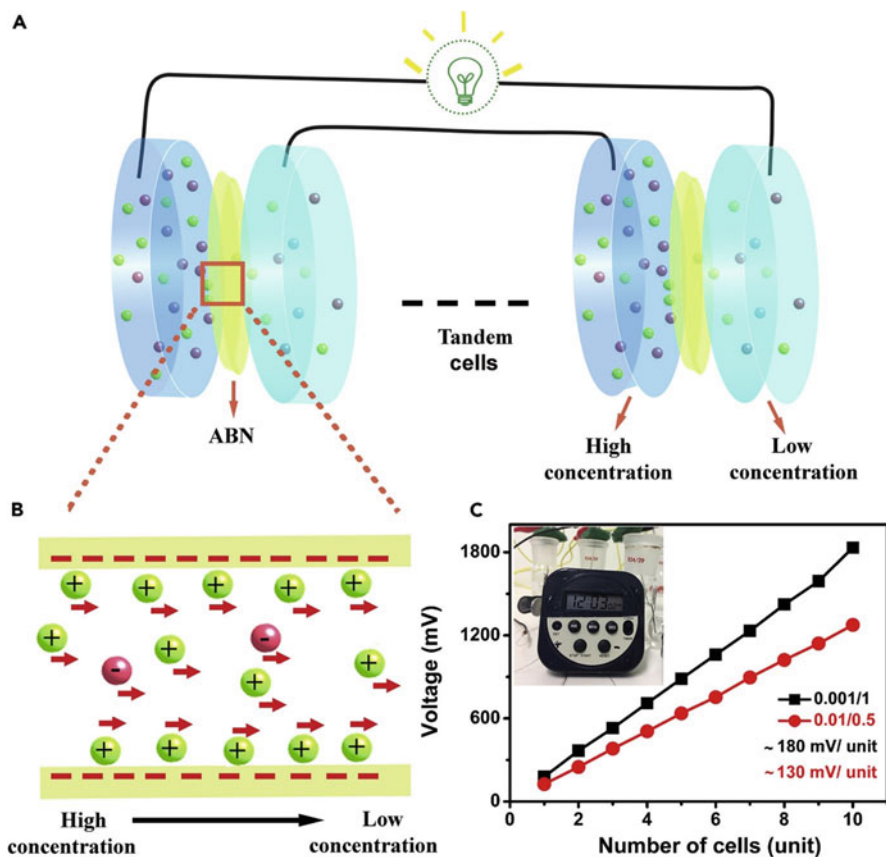 A
ABN
Tandem
cells
High
concentration
Low
concentration
B
+ + + + +
+ - + - +
+
+ + + + +
High
concentration
Low
concentration
C
Voltage (mV)
1800
1200
600
0
12:03
0.001/1
0.01/0.5
~ 180 mV/ unit
~ 130 mV/ unit
0 2 4 6 8 10
Number of cells (unit)